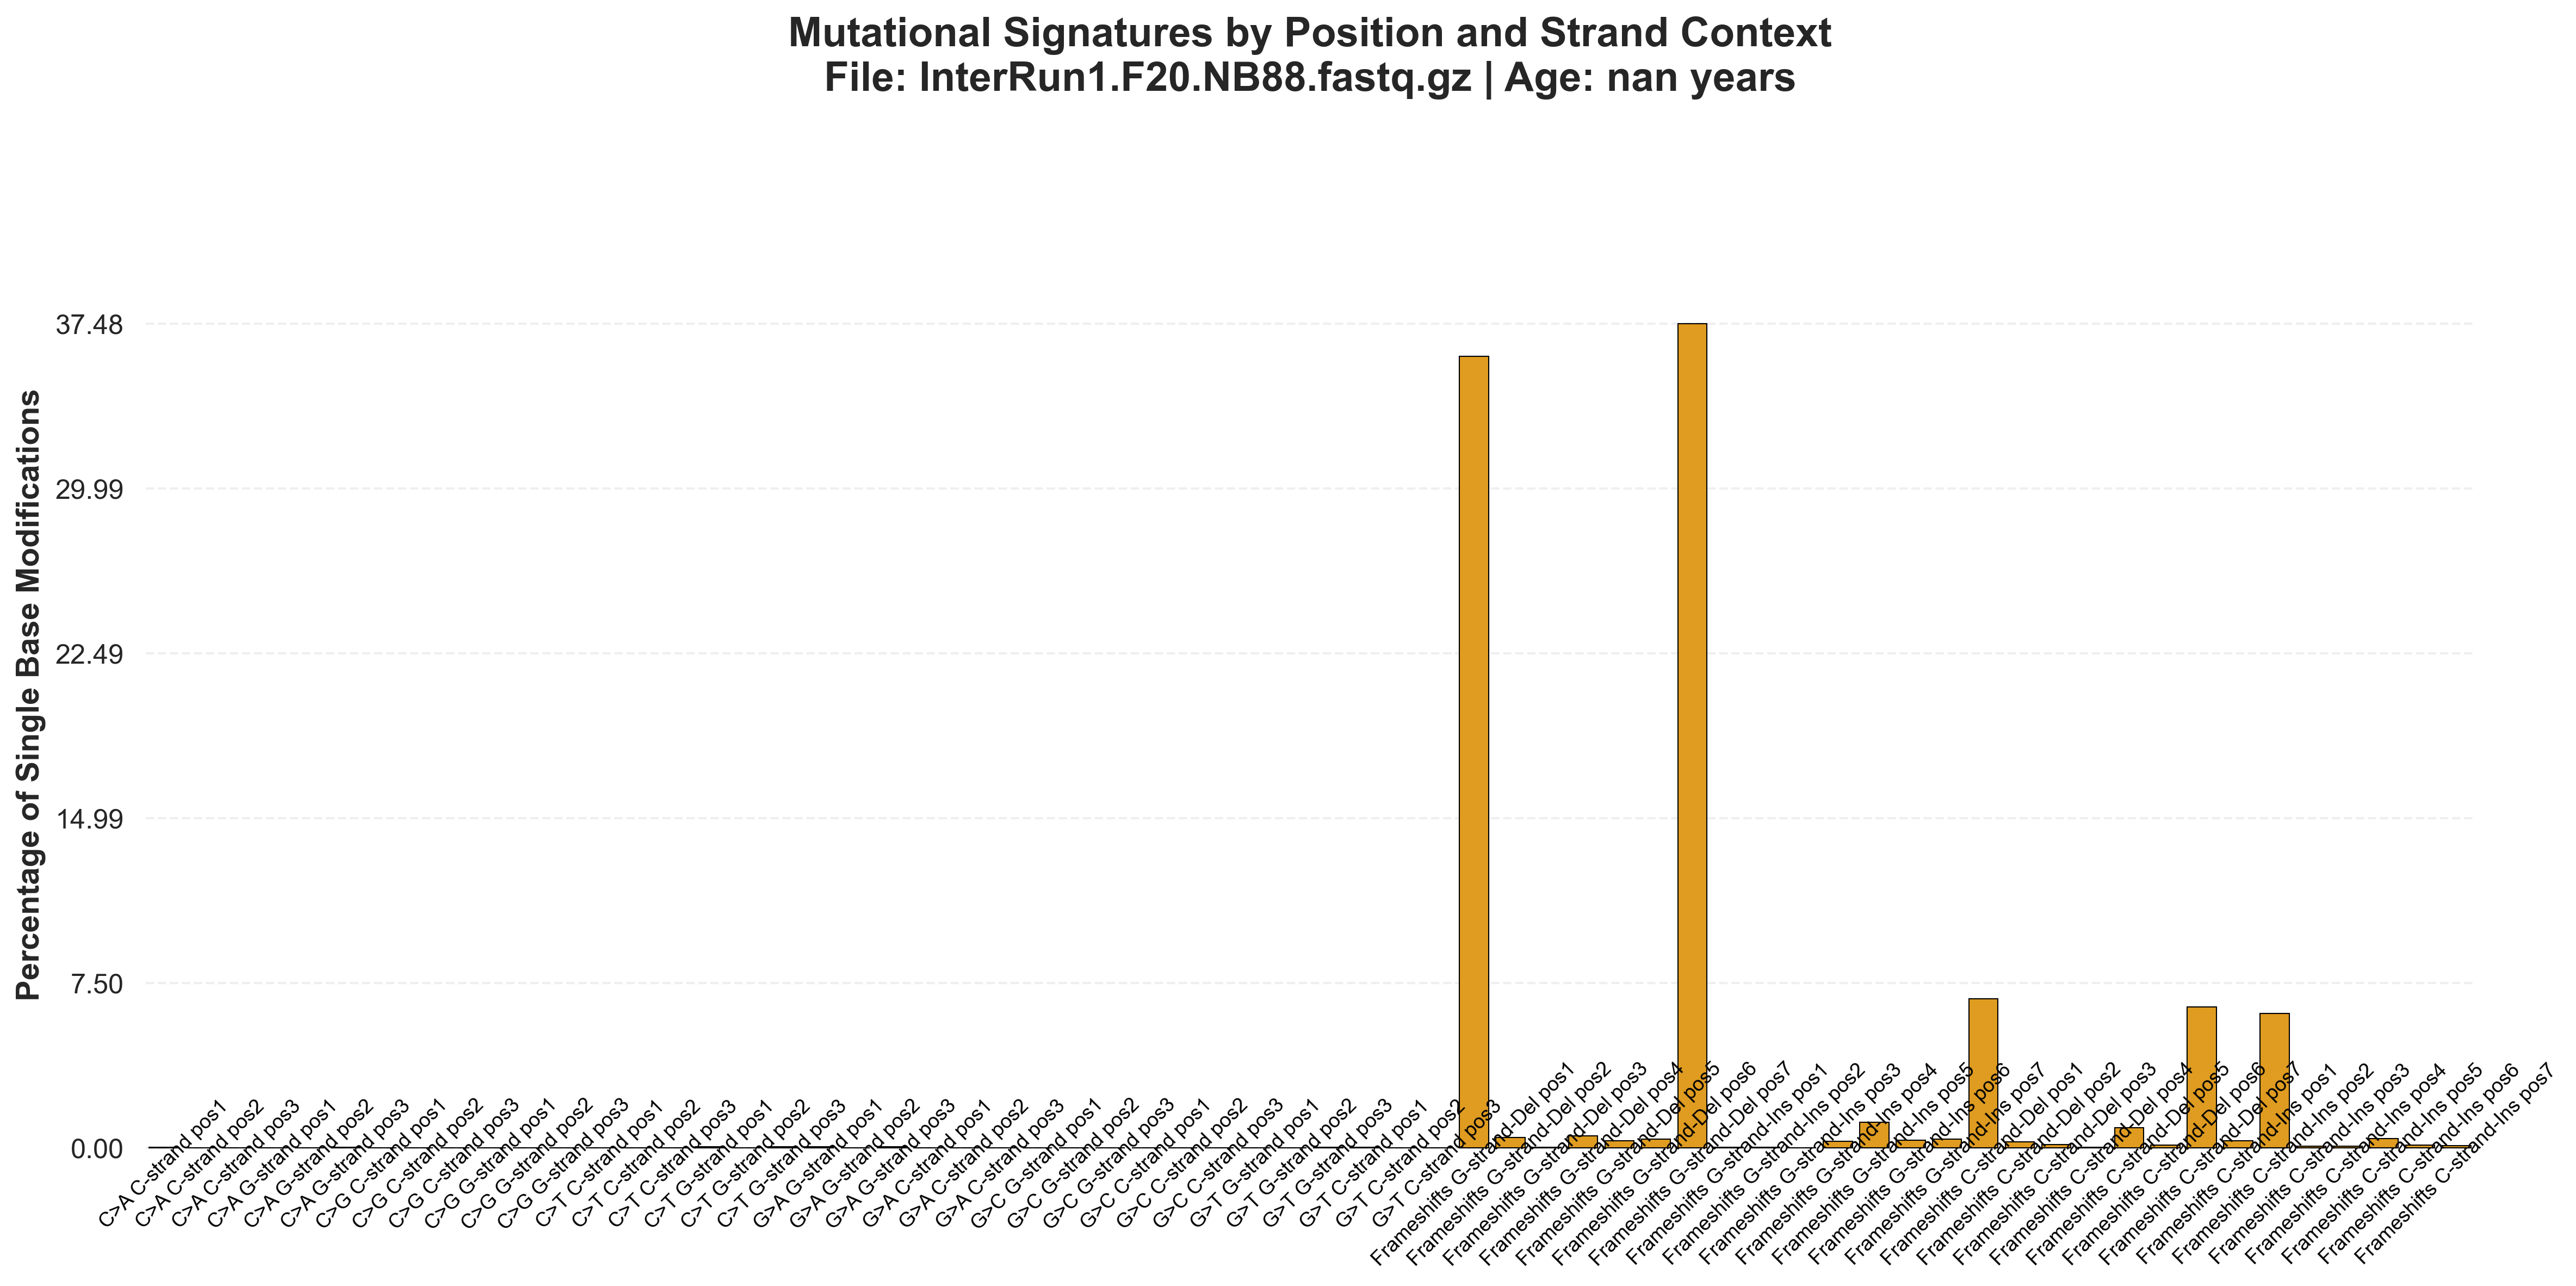 Mutational Signatures by Position and Strand Context
File: InterRun1.F20.NB88.fastq.gz | Age: nan years
Percentage of Single Base Modifications
37.48
29.99
22.49
14.99
7.50
0.00
C>A C-strand pos1
C>A C-strand pos2
C>A C-strand pos3
C>A G-strand pos1
C>A G-strand pos2
C>A G-strand pos3
C>G C-strand pos1
C>G C-strand pos2
C>G C-strand pos3
C>G G-strand pos1
C>G G-strand pos2
C>G G-strand pos3
C>T C-strand pos1
C>T C-strand pos2
C>T C-strand pos3
C>T G-strand pos1
C>T G-strand pos2
C>T G-strand pos3
G>A G-strand pos1
G>A G-strand pos2
G>A G-strand pos3
G>A C-strand pos1
G>A C-strand pos2
G>A C-strand pos3
G>C G-strand pos1
G>C G-strand pos2
G>C G-strand pos3
G>C C-strand pos1
G>C C-strand pos2
G>C C-strand pos3
G>T G-strand pos1
G>T G-strand pos2
G>T G-strand pos3
G>T C-strand pos1
G>T C-strand pos2
G>T C-strand pos3
Frameshifts G-strand-Del pos1
Frameshifts G-strand-Del pos2
Frameshifts G-strand-Del pos3
Frameshifts G-strand-Del pos4
Frameshifts G-strand-Del pos5
Frameshifts G-strand-Del pos6
Frameshifts G-strand-Del pos7
Frameshifts G-strand-Ins pos1
Frameshifts G-strand-Ins pos2
Frameshifts G-strand-Ins pos3
Frameshifts G-strand-Ins pos4
Frameshifts G-strand-Ins pos5
Frameshifts G-strand-Ins pos6
Frameshifts G-strand-Ins pos7
Frameshifts C-strand-Del pos1
Frameshifts C-strand-Del pos2
Frameshifts C-strand-Del pos3
Frameshifts C-strand-Del pos4
Frameshifts C-strand-Del pos5
Frameshifts C-strand-Del pos6
Frameshifts C-strand-Del pos7
Frameshifts C-strand-Ins pos1
Frameshifts C-strand-Ins pos2
Frameshifts C-strand-Ins pos3
Frameshifts C-strand-Ins pos4
Frameshifts C-strand-Ins pos5
Frameshifts C-strand-Ins pos6
Frameshifts C-strand-Ins pos7